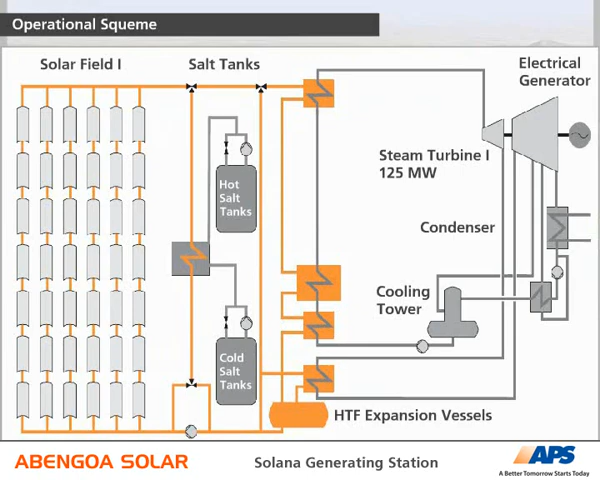 Operational Squeme
Solar Field I
Salt Tanks
Electrical
Generator
Steam Turbine I
125 MW
Hot
Salt
Tanks
Condenser
Cooling
Tower
Cold
Salt
Tanks
HTF Expansion Vessels
ABENGOA SOLAR
Solana Generating Station
APS
A Better Tomorrow Starts Today